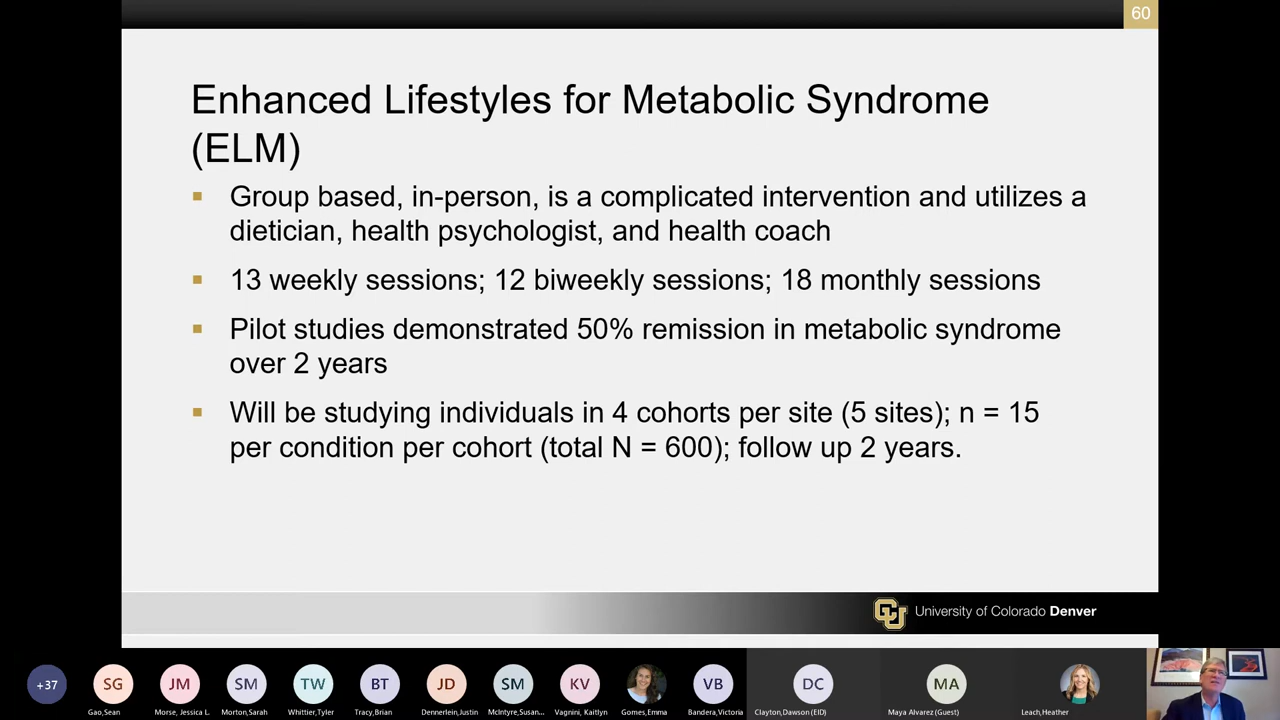 60
Enhanced Lifestyles for Metabolic Syndrome
(ELM)
Group based, in-person, is a complicated intervention and utilizes a
dietician, health psychologist, and health coach
13 weekly sessions; 12 biweekly sessions; 18 monthly sessions
Pilot studies demonstrated 50% remission in metabolic syndrome
over 2 years
Will be studying individuals in 4 cohorts per site (5 sites); n = 15
per condition per cohort (total N = 600); follow up 2 years.
CU University of Colorado Denver
+37 SG JM SM TW BT JD SM KV VB DC MA
Gao,Sean Morse, Jessica L. Morton,Sarah Whittier,Tyler Tracy,Brian Dennerlein,Justin McIntyre,Susan... Vagnini, Kaitlyn Gomes,Emma Bandera,Victoria Clayton,Dawson (EID) Maya Alvarez (Guest) Leach,Heather